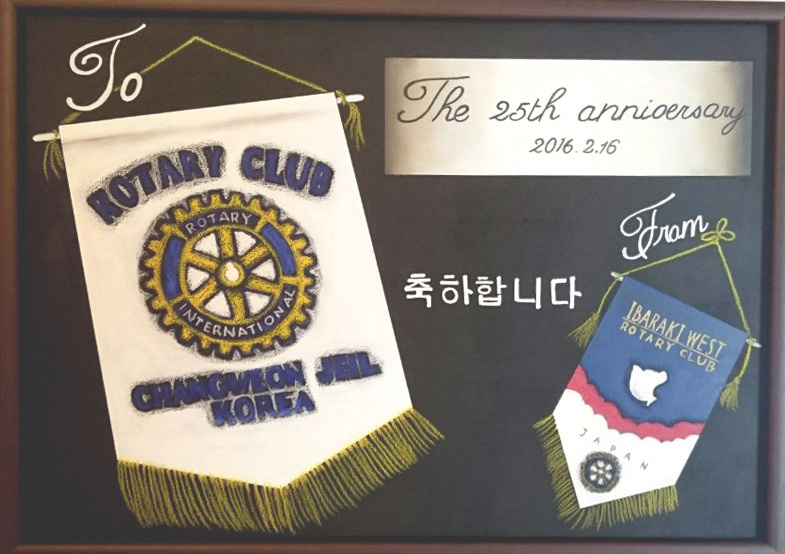 To
ROTARY CLUB
ROTARY
INTERNATIONAL
CHANGWEON JEIL
KOREA
The 25th anniversary
2016.2.16
축하합니다
From
IBARAKI WEST
ROTARY CLUB
JAPAN